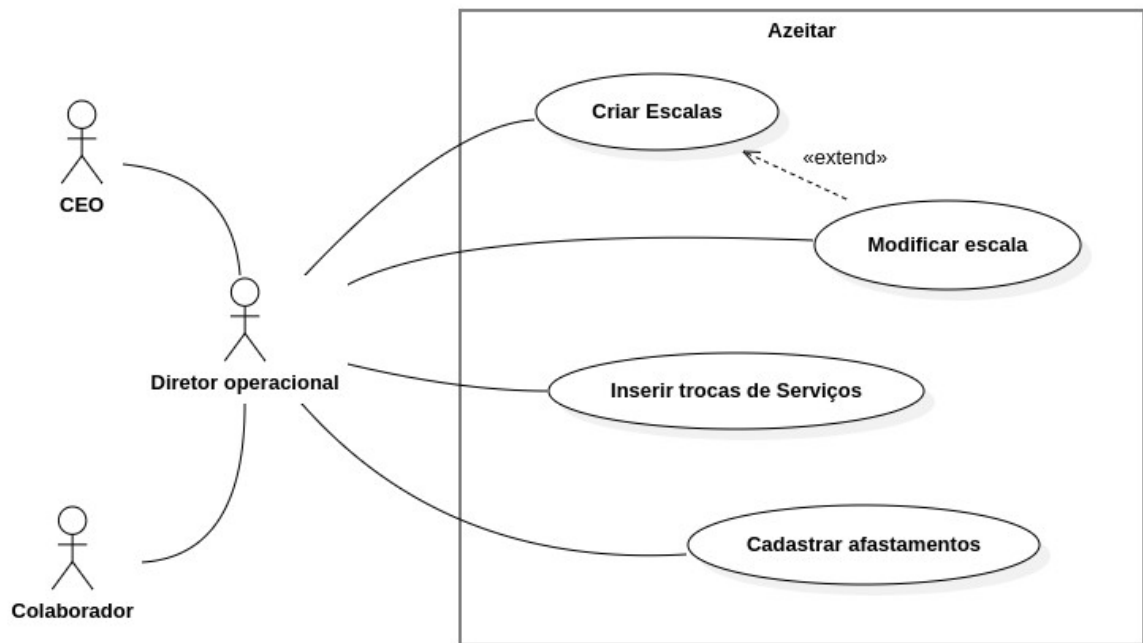 Azeitar
Criar Escalas
«extend»
CEO
Modificar escala
Diretor operacional
Inserir trocas de Serviços
Cadastrar afastamentos
Colaborador